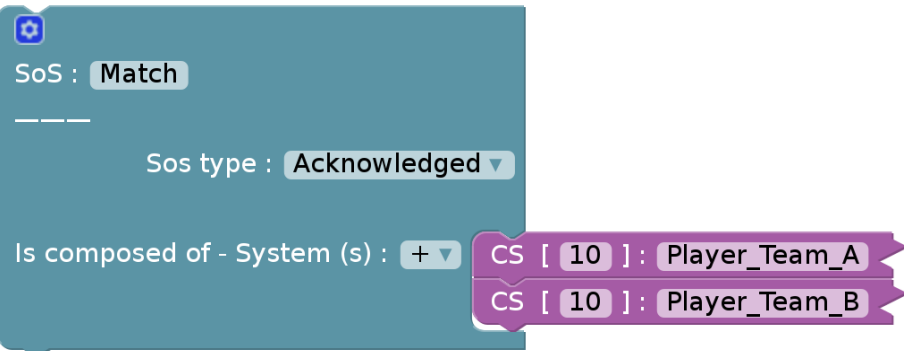 SoS : Match
———
Sos type : Acknowledged ▼
Is composed of - System (s) : + ▼ CS [ 10 ] : Player_Team_A
CS [ 10 ] : Player_Team_B